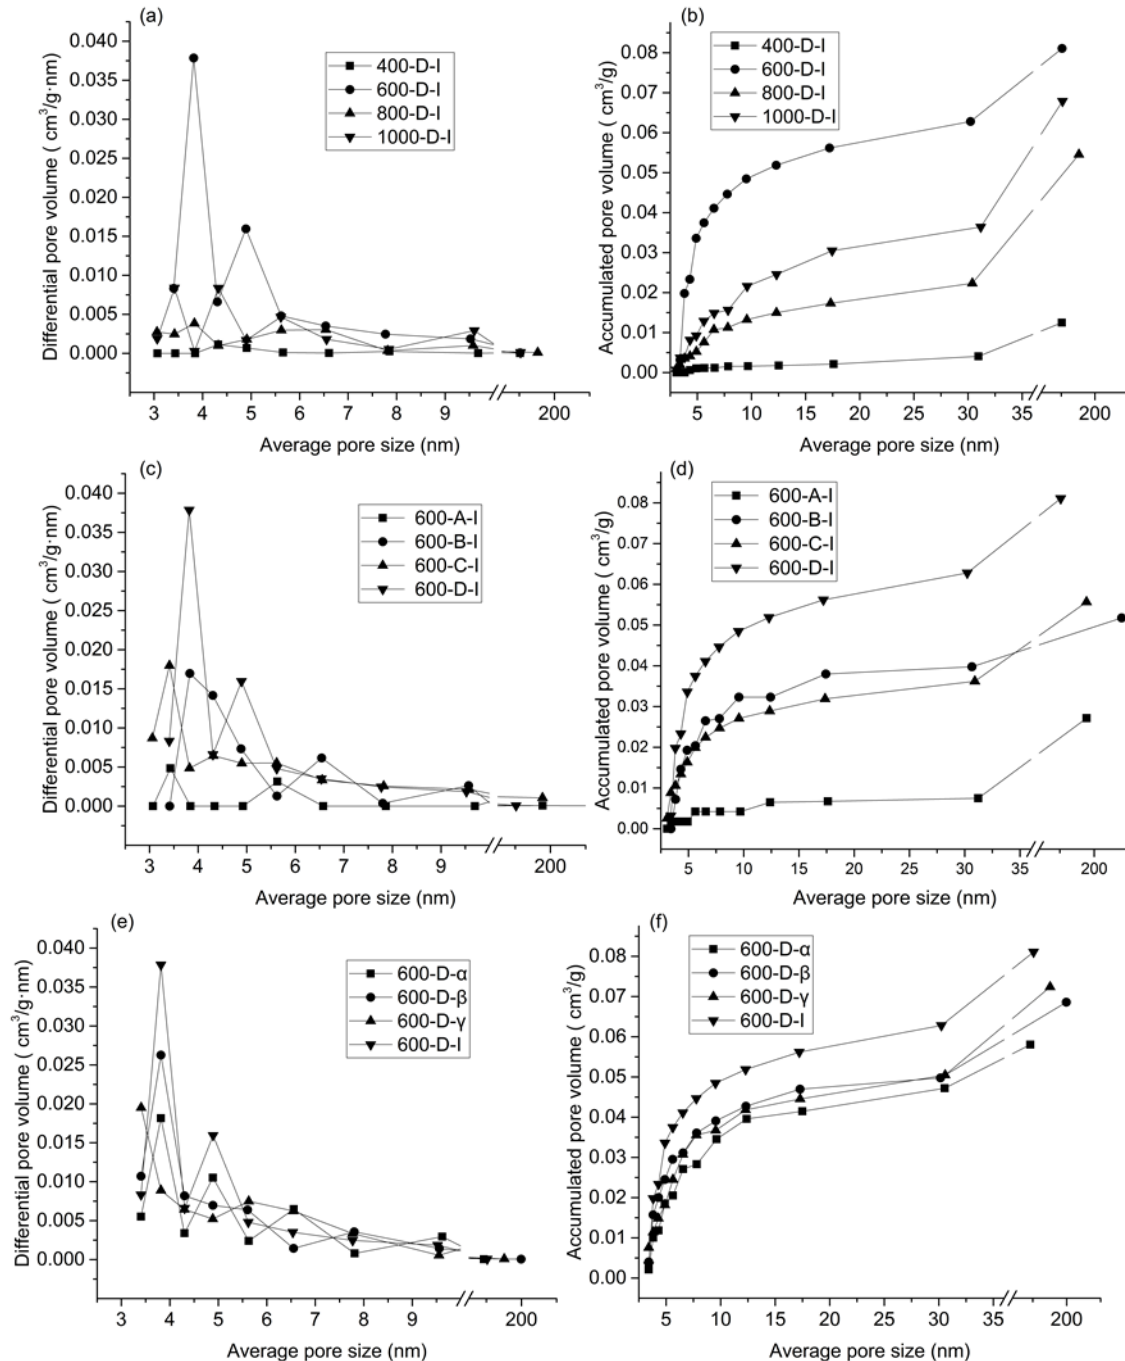 (a)
Differential pore volume ( cm³/g·nm)
0.040
0.035
0.030
0.025
0.020
0.015
0.010
0.005
0.000
400-D-I
600-D-I
800-D-I
1000-D-I
3 4 5 6 7 8 9 200
Average pore size (nm)
(b)
Accumulated pore volume ( cm³/g)
0.08
0.07
0.06
0.05
0.04
0.03
0.02
0.01
0.00
400-D-I
600-D-I
800-D-I
1000-D-I
5 10 15 20 25 30 35 200
Average pore size (nm)
(c)
Differential pore volume ( cm³/g·nm)
0.040
0.035
0.030
0.025
0.020
0.015
0.010
0.005
0.000
600-A-I
600-B-I
600-C-I
600-D-I
3 4 5 6 7 8 9 200
Average pore size (nm)
(d)
Accumulated pore volume ( cm³/g)
0.08
0.07
0.06
0.05
0.04
0.03
0.02
0.01
0.00
600-A-I
600-B-I
600-C-I
600-D-I
5 10 15 20 25 30 35 200
Average pore size (nm)
(e)
Differential pore volume ( cm³/g·nm)
0.040
0.035
0.030
0.025
0.020
0.015
0.010
0.005
0.000
600-D-α
600-D-β
600-D-γ
600-D-I
3 4 5 6 7 8 9 200
Average pore size (nm)
(f)
Accumulated pore volume ( cm³/g)
0.08
0.07
0.06
0.05
0.04
0.03
0.02
0.01
0.00
600-D-α
600-D-β
600-D-γ
600-D-I
5 10 15 20 25 30 35 200
Average pore size (nm)